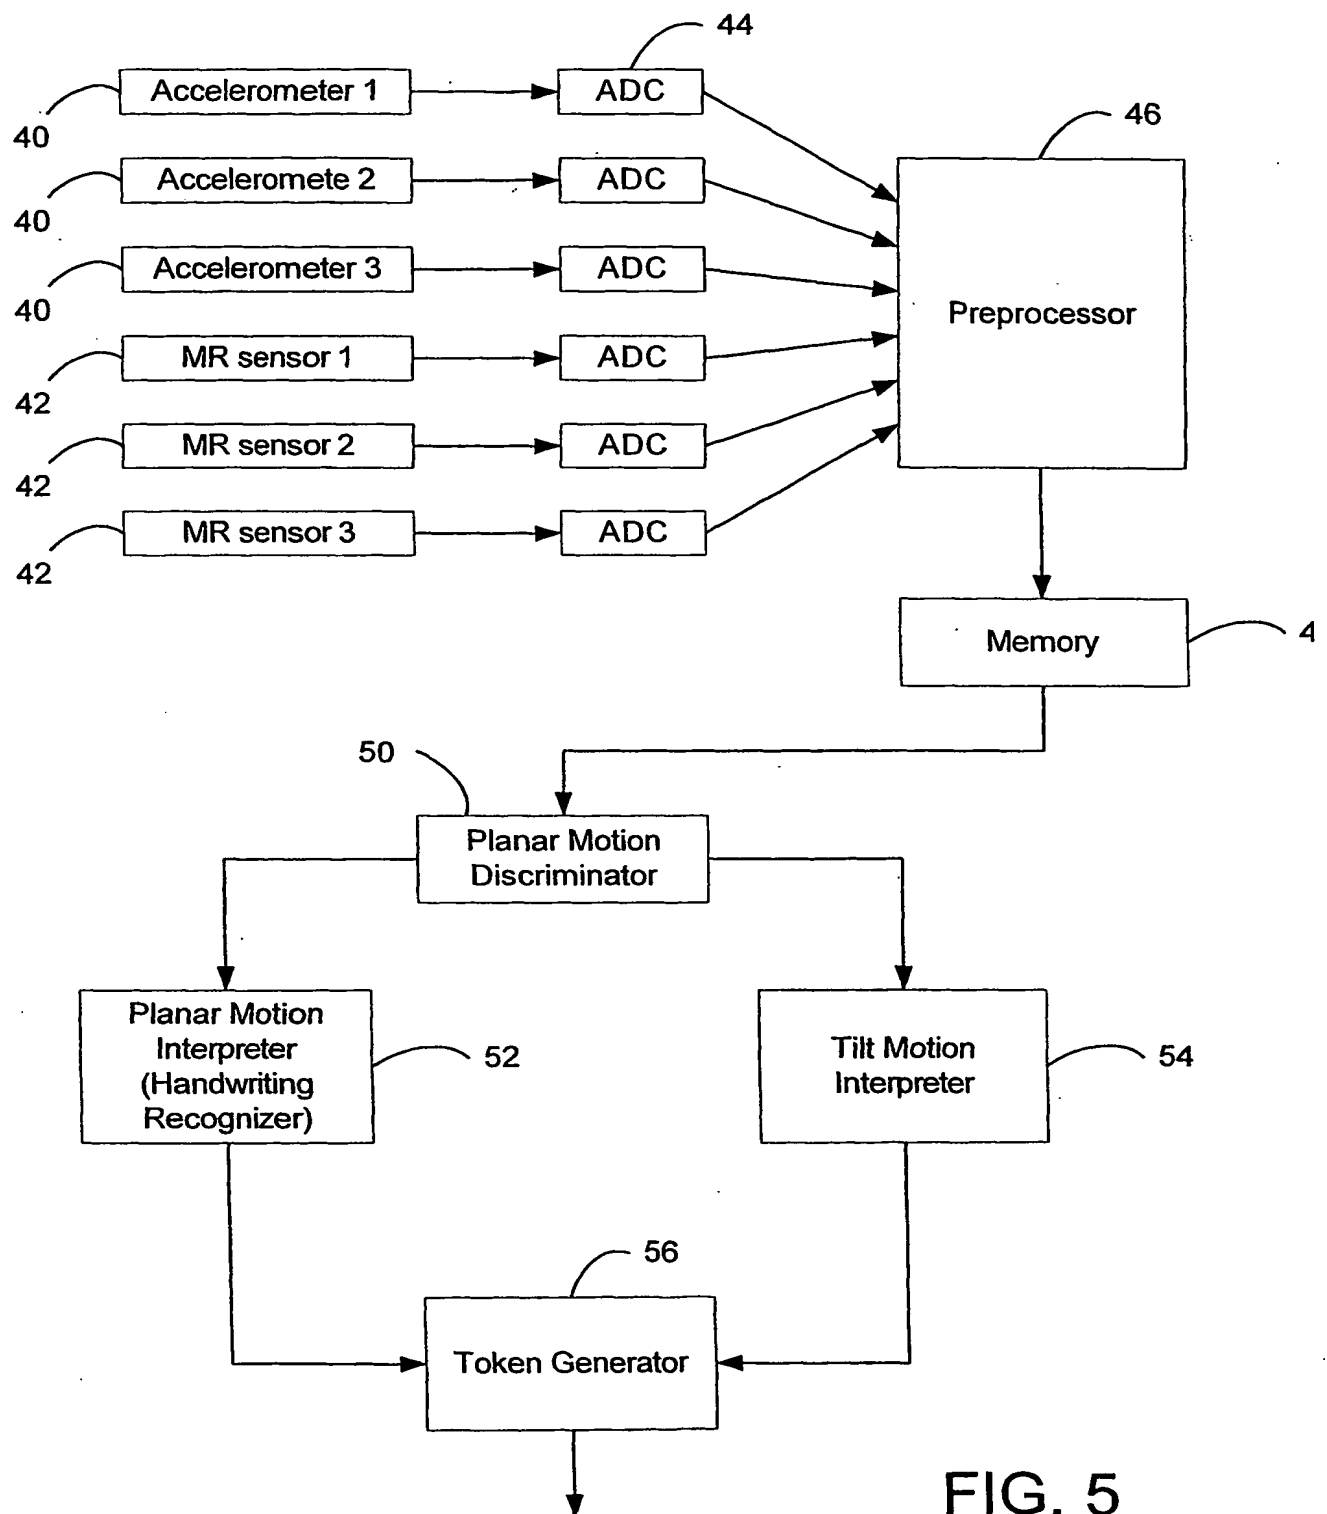 44
Accelerometer 1
ADC
40
46
Acceleromete 2
ADC
40
Accelerometer 3
ADC
40
Preprocessor
MR sensor 1
ADC
42
MR sensor 2
ADC
42
MR sensor 3
ADC
42
Memory
4
50
Planar Motion
Discriminator
Planar Motion
Interpreter
(Handwriting
Recognizer)
52
Tilt Motion
Interpreter
54
56
Token Generator
FIG. 5